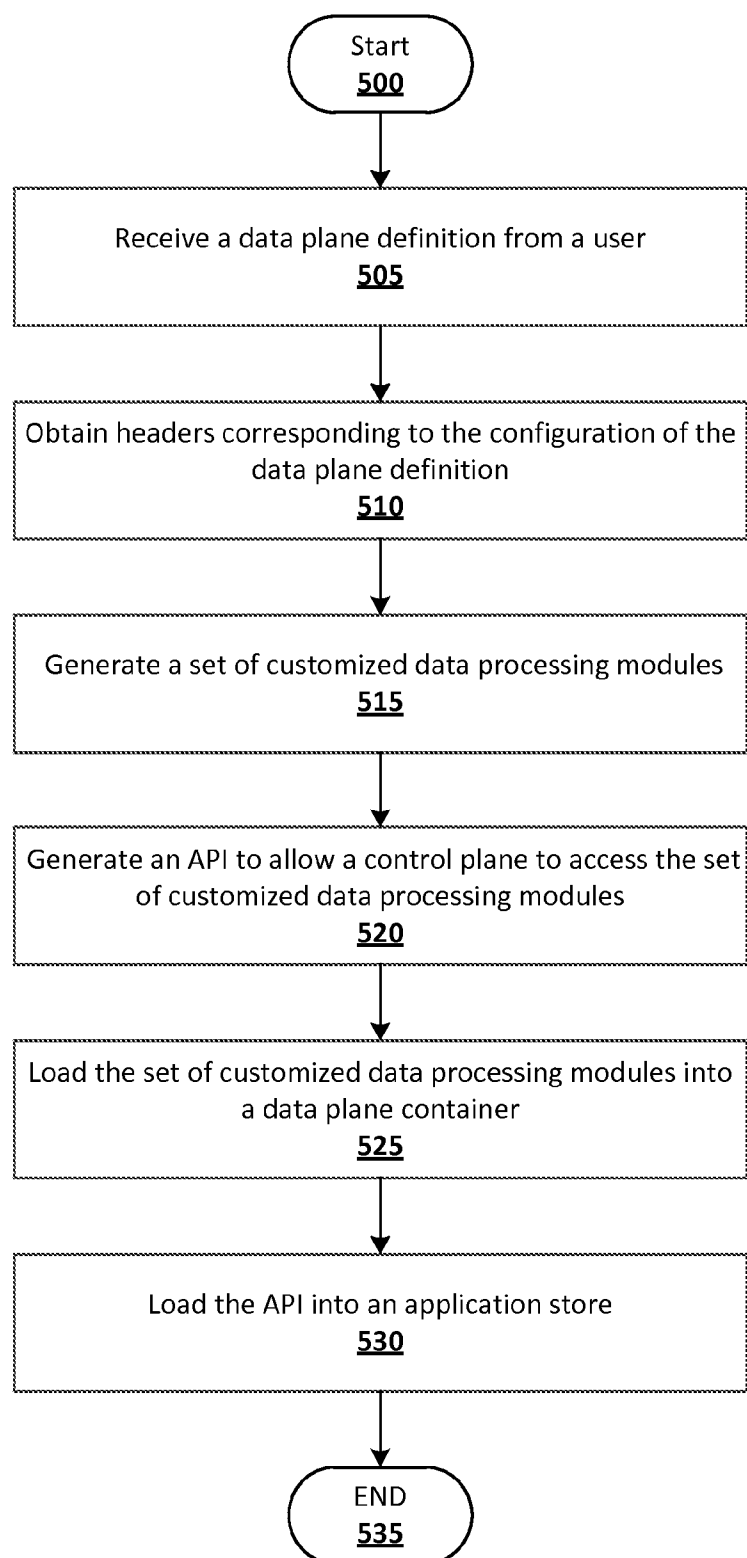 Start
500
Receive a data plane definition from a user
505
Obtain headers corresponding to the configuration of the
data plane definition
510
Generate a set of customized data processing modules
515
Generate an API to allow a control plane to access the set
of customized data processing modules
520
Load the set of customized data processing modules into
a data plane container
525
Load the API into an application store
530
END
535